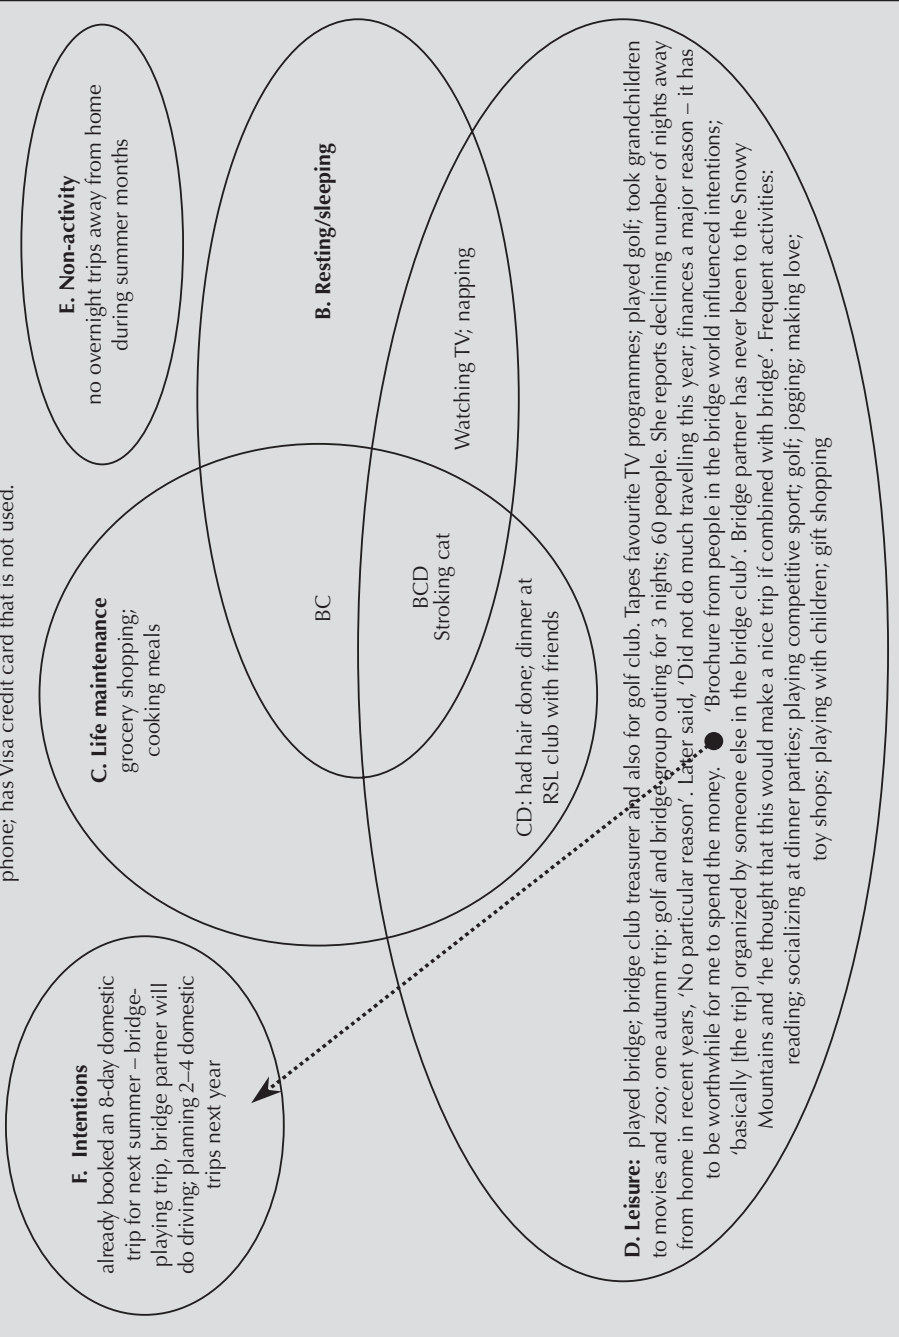 phone; has Visa credit card that is not used.
F. Intentions
already booked an 8-day domestic
trip for next summer – bridge-
playing trip, bridge partner will
do driving; planning 2–4 domestic
trips next year
C. Life maintenance
grocery shopping;
cooking meals
E. Non-activity
no overnight trips away from home
during summer months
B. Resting/sleeping
BC
BCD
Stroking cat
Watching TV; napping
CD: had hair done; dinner at
RSL club with friends
D. Leisure: played bridge; bridge club treasurer and also for golf club. Tapes favourite TV programmes; played golf; took grandchildren
to movies and zoo; one autumn trip: golf and bridge group outing for 3 nights; 60 people. She reports declining number of nights away
from home in recent years, ‘No particular reason’. Later said, ‘Did not do much travelling this year; finances a major reason – it has
to be worthwhile for me to spend the money. ‘Brochure from people in the bridge world influenced intentions;
‘basically [the trip] organized by someone else in the bridge club’. Bridge partner has never been to the Snowy
Mountains and ‘he thought that this would make a nice trip if combined with bridge’. Frequent activities:
reading; socializing at dinner parties; playing competitive sport; golf; jogging; making love;
toy shops; playing with children; gift shopping